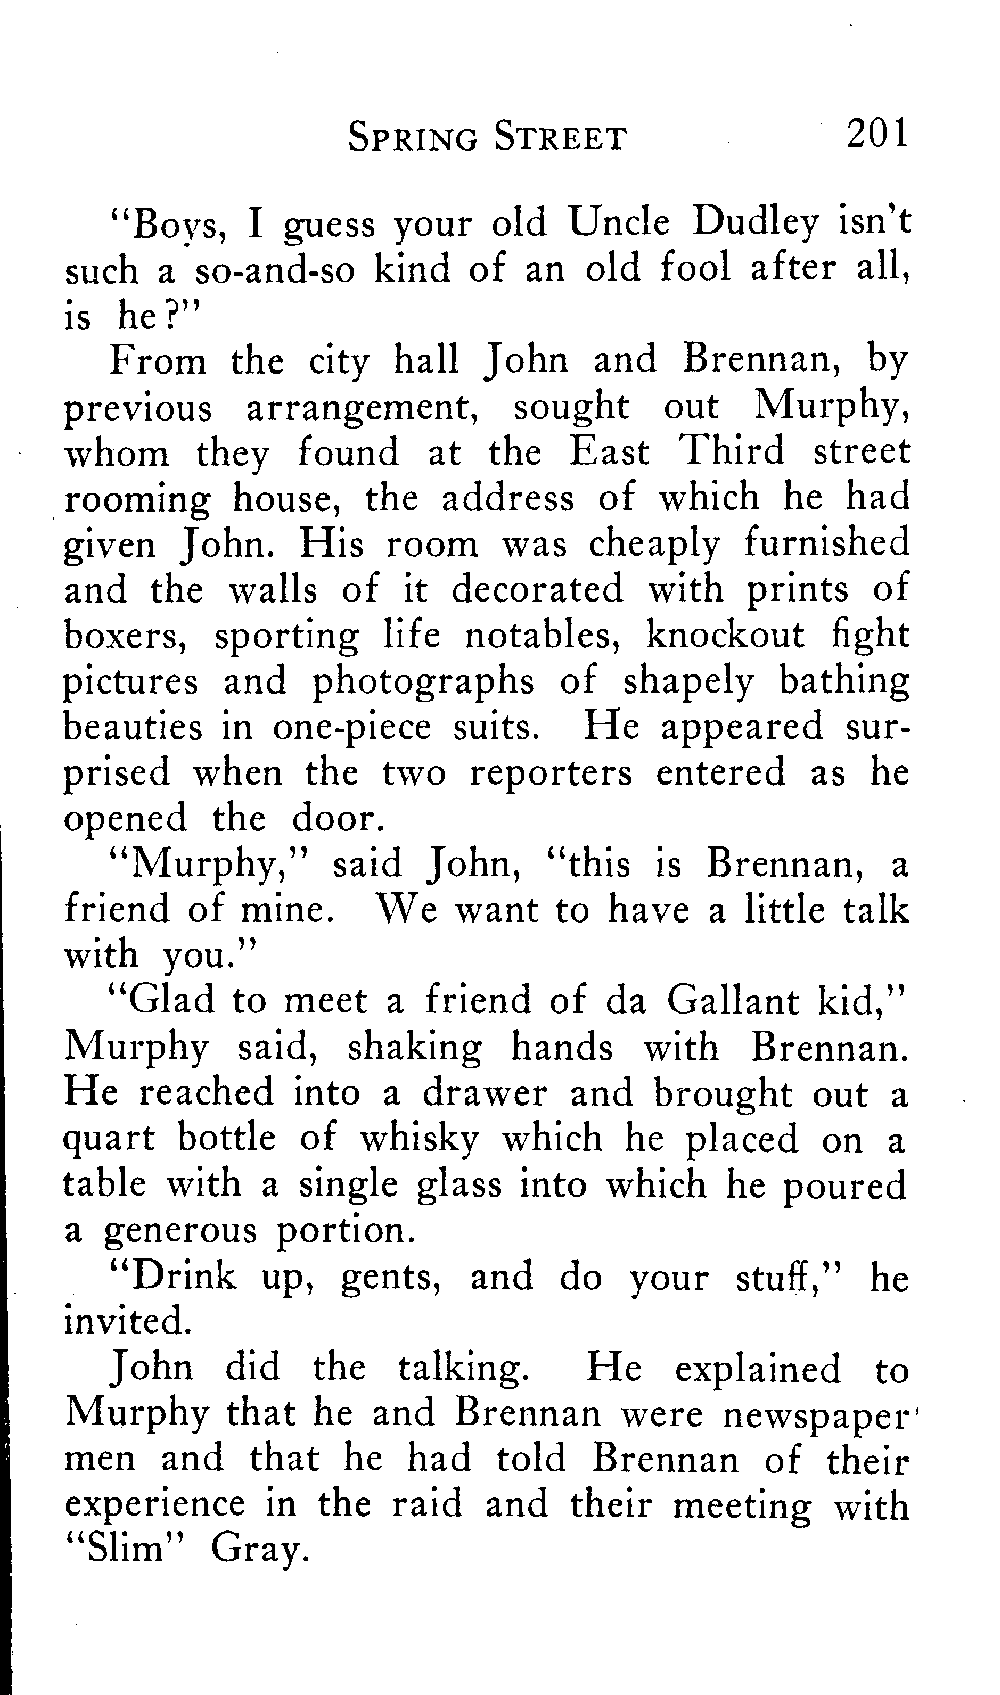 SPRING STREET 201
“Boys, I guess your old Uncle Dudley isn't
such a so-and-so kind of an old fool after all,
is he?”
From the city hall John and Brennan, by
previous arrangement, sought out Murphy,
whom they found at the East Third street
rooming house, the address of which he had
given John. His room was cheaply furnished
and the walls of it decorated with prints of
boxers, sporting life notables, knockout fight
pictures and photographs of shapely bathing
beauties in one-piece suits. He appeared sur-
prised when the two reporters entered as he
opened the door.
“Murphy,” said John, “this is Brennan, a
friend of mine. We want to have a little talk
with you.”
“Glad to meet a friend of da Gallant kid,”
Murphy said, shaking hands with Brennan.
He reached into a drawer and brought out a
quart bottle of whisky which he placed on a
table with a single glass into which he poured
a generous portion.
“Drink up, gents, and do your stuff,” he
invited.
John did the talking. He explained to
Murphy that he and Brennan were newspaper
men and that he had told Brennan of their
experience in the raid and their meeting with
“Slim” Gray.